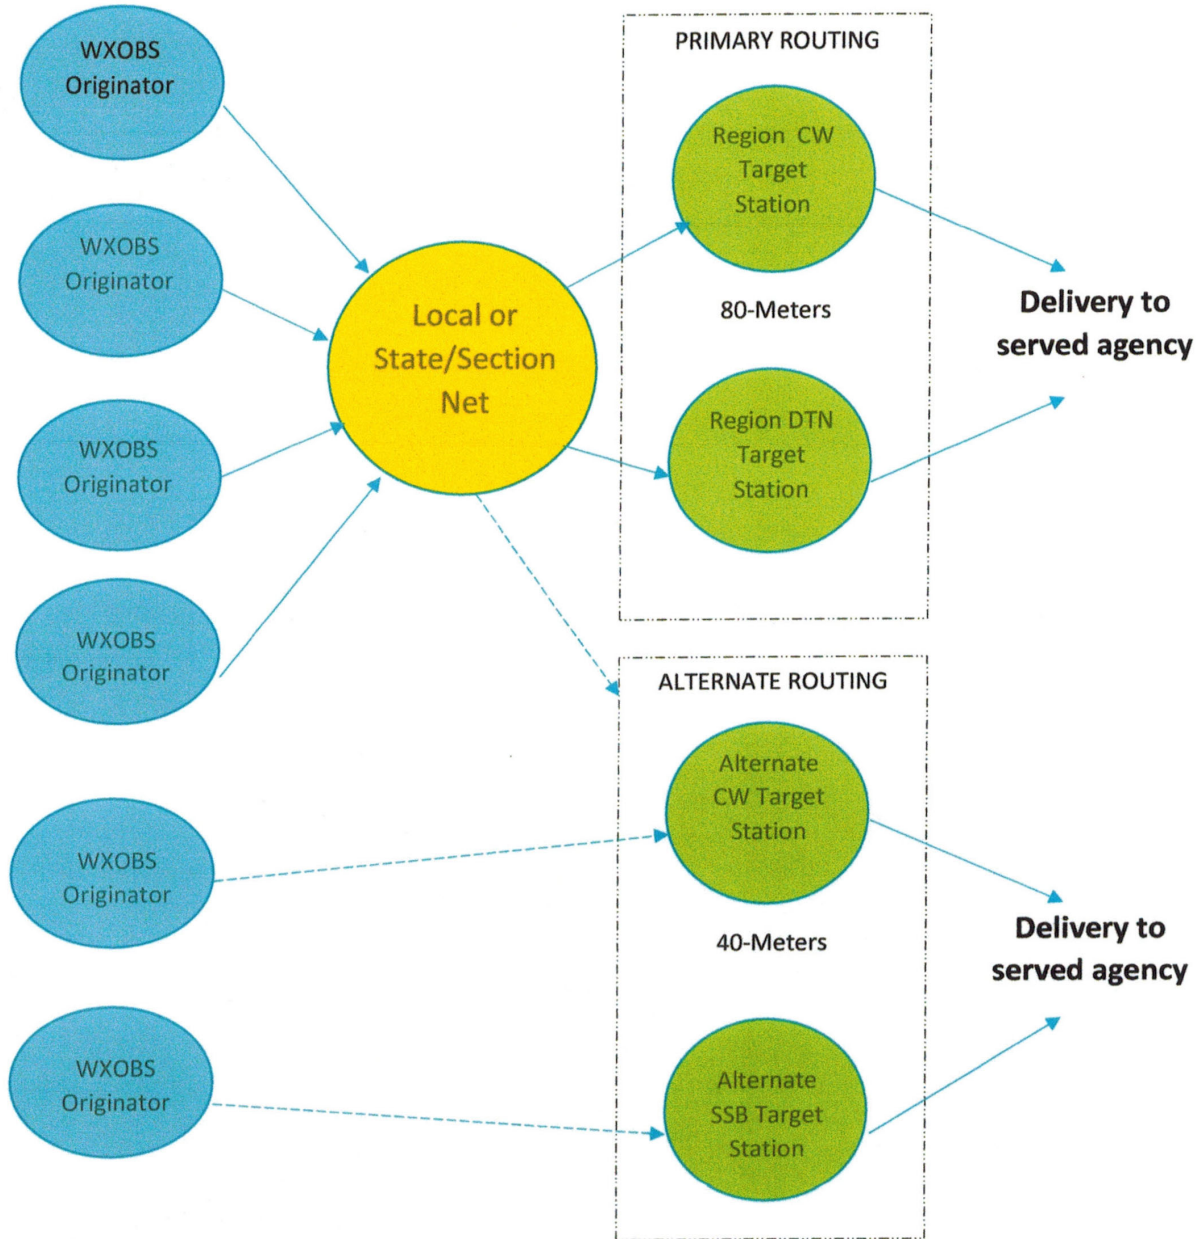 WXOBS
Originator
WXOBS
Originator
WXOBS
Originator
WXOBS
Originator
WXOBS
Originator
WXOBS
Originator
Local or
State/Section
Net
PRIMARY ROUTING
Region CW
Target
Station
80-Meters
Region DTN
Target
Station
Delivery to
served agency
ALTERNATE ROUTING
Alternate
CW Target
Station
40-Meters
Alternate
SSB Target
Station
Delivery to
served agency